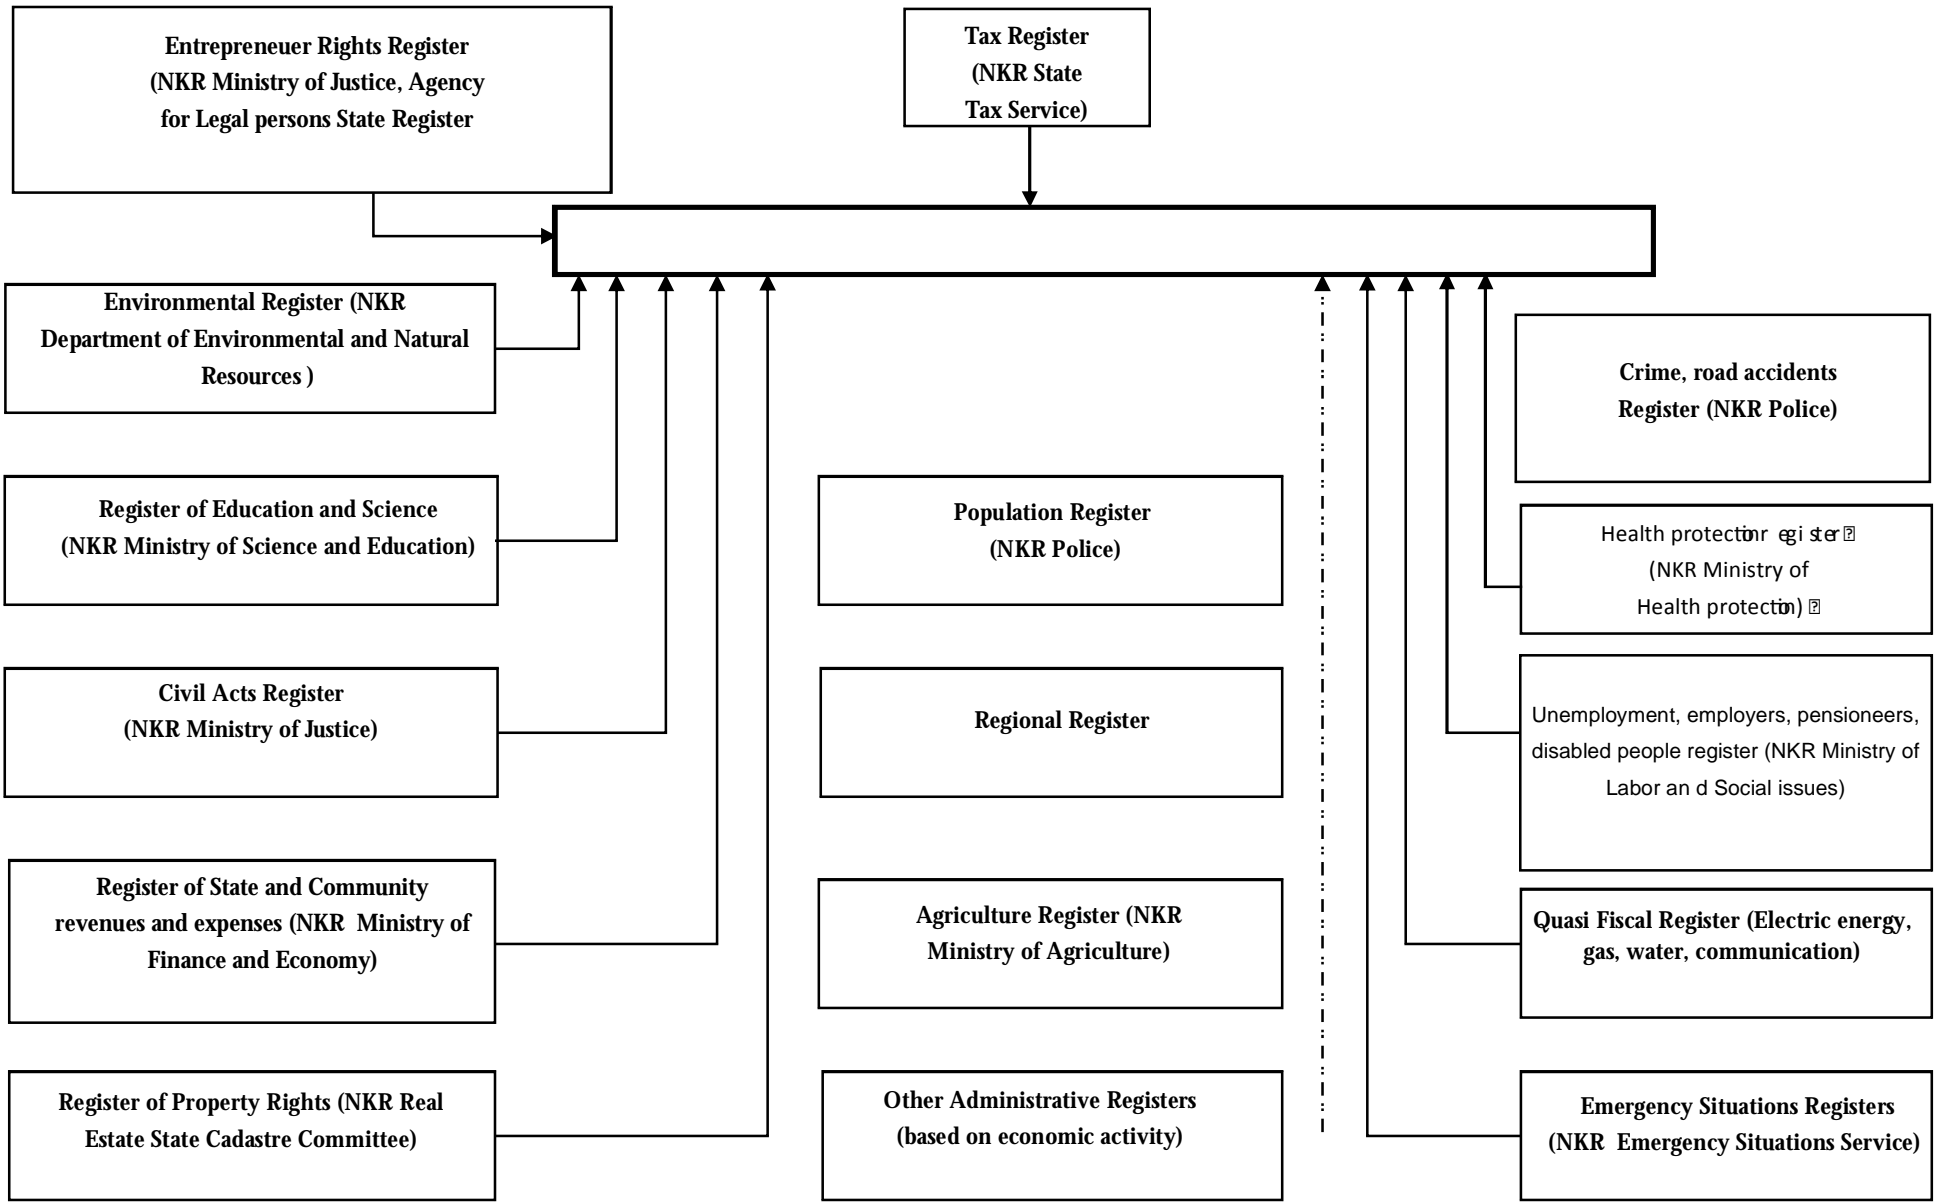 Entrepreneuer Rights Register
(NKR Ministry of Justice, Agency
for Legal persons State Register
Tax Register
(NKR State
Tax Service)
Environmental Register (NKR
Department of Environmental and Natural
Resources )
Crime, road accidents
Register (NKR Police)
Register of Education and Science
(NKR Ministry of Science and Education)
Population Register
(NKR Police)
Health protectionr egi ster
(NKR Ministry of
Health protection)
Civil Acts Register
(NKR Ministry of Justice)
Regional Register
Unemployment, employers, pensioneers,
disabled people register (NKR Ministry of
Labor an d Social issues)
Register of State and Community
revenues and expenses (NKR Ministry of
Finance and Economy)
Agriculture Register (NKR
Ministry of Agriculture)
Quasi Fiscal Register (Electric energy,
gas, water, communication)
Register of Property Rights (NKR Real
Estate State Cadastre Committee)
Other Administrative Registers
(based on economic activity)
Emergency Situations Registers
(NKR Emergency Situations Service)